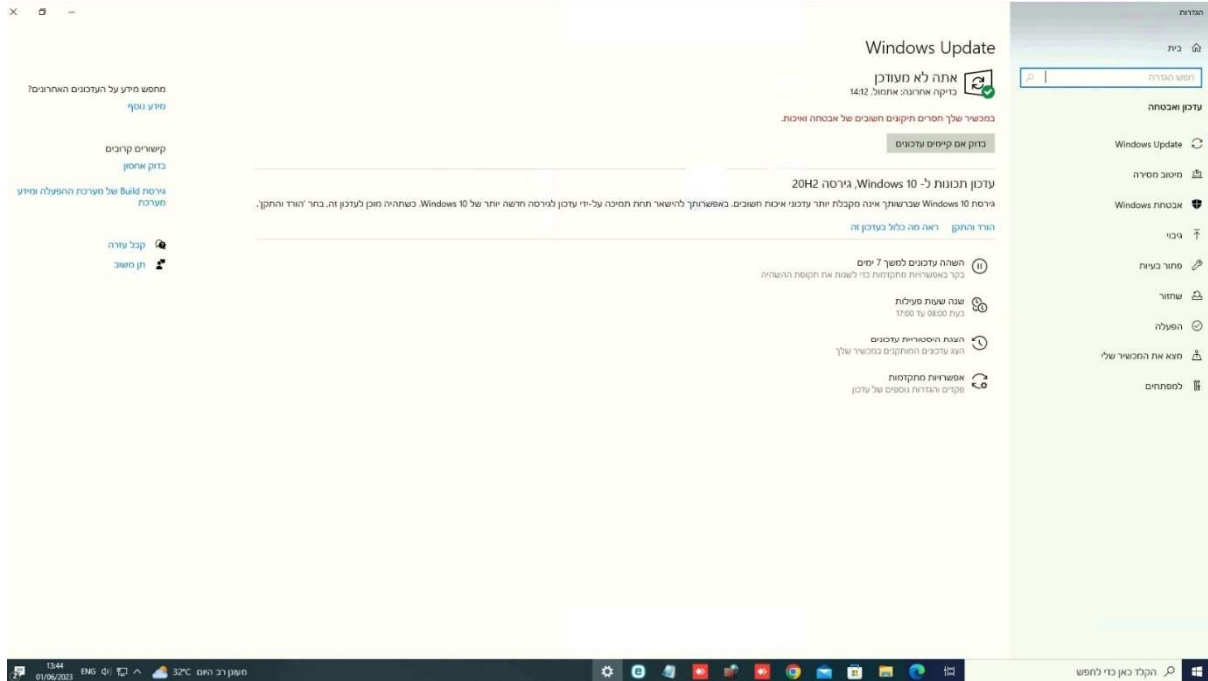 הגדרות
בית
חפש הגדרה
עדכון ואבטחה
Windows Update
מיטוב מסירה
אבטחת Windows
גיבוי
פתור בעיות
שחזור
הפעלה
מצא את המכשיר שלי
למפתחים
Windows Update
אתה לא מעודכן
בדיקה אחרונה: אתמול, 14:12
במכשיר שלך חסרים תיקונים חשובים של אבטחה ואיכות.
בדוק אם קיימים עדכונים
עדכון תכונות ל- Windows 10, גירסה 20H2
גירסת Windows 10 שברשותך אינה מקבלת יותר עדכוני איכות חשובים. באפשרותך להישאר תחת תמיכה על-ידי עדכון לגירסה חדשה יותר של Windows 10. כשתהיה מוכן לעדכון זה, בחר 'הורד והתקן'.
הורד והתקן ראה מה כלול בעדכון זה
השהה עדכונים למשך 7 ימים
בקר באפשרויות מתקדמות כדי לשנות את תקופת ההשהיה
שנה שעות פעילות
כעת 08:00 עד 17:00
הצגת היסטוריית עדכונים
הצג עדכונים המותקנים במכשיר שלך
אפשרויות מתקדמות
פקדים והגדרות נוספים של עדכון
מחפש מידע על העדכונים האחרונים?
מידע נוסף
קישורים קרובים
בדוק אחסון
גירסת Build של מערכת ההפעלה ומידע
מערכת
קבל עזרה
תן משוב
הקלד כאן כדי לחפש
מעונן רב היום 32°C
ENG
13:44
01/06/2023
27